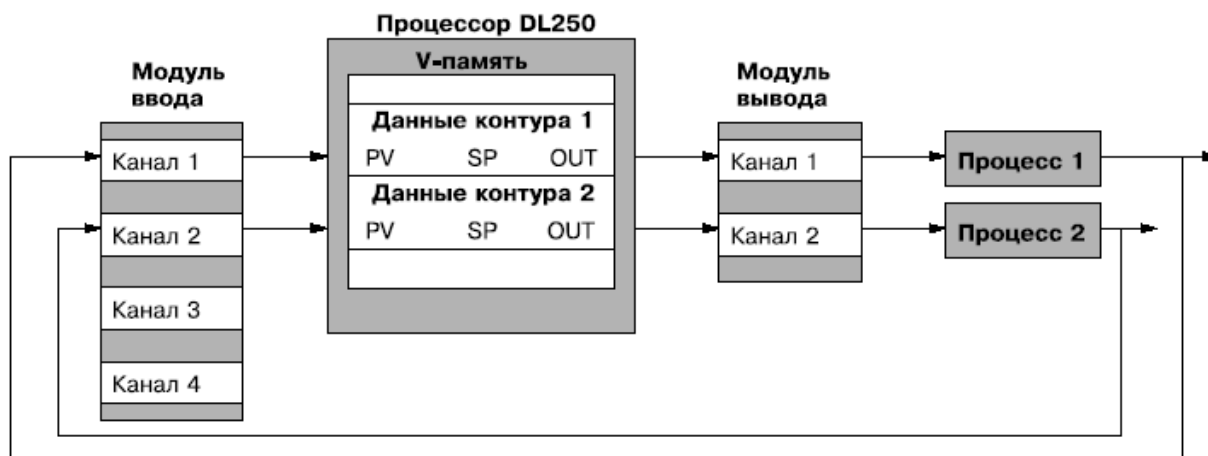 Процессор DL250
V-память
Модуль
ввода
Модуль
вывода
Данные контура 1
Канал 1
PV SP OUT
Канал 1
Процесс 1
Данные контура 2
Канал 2
PV SP OUT
Канал 2
Процесс 2
Канал 3
Канал 4